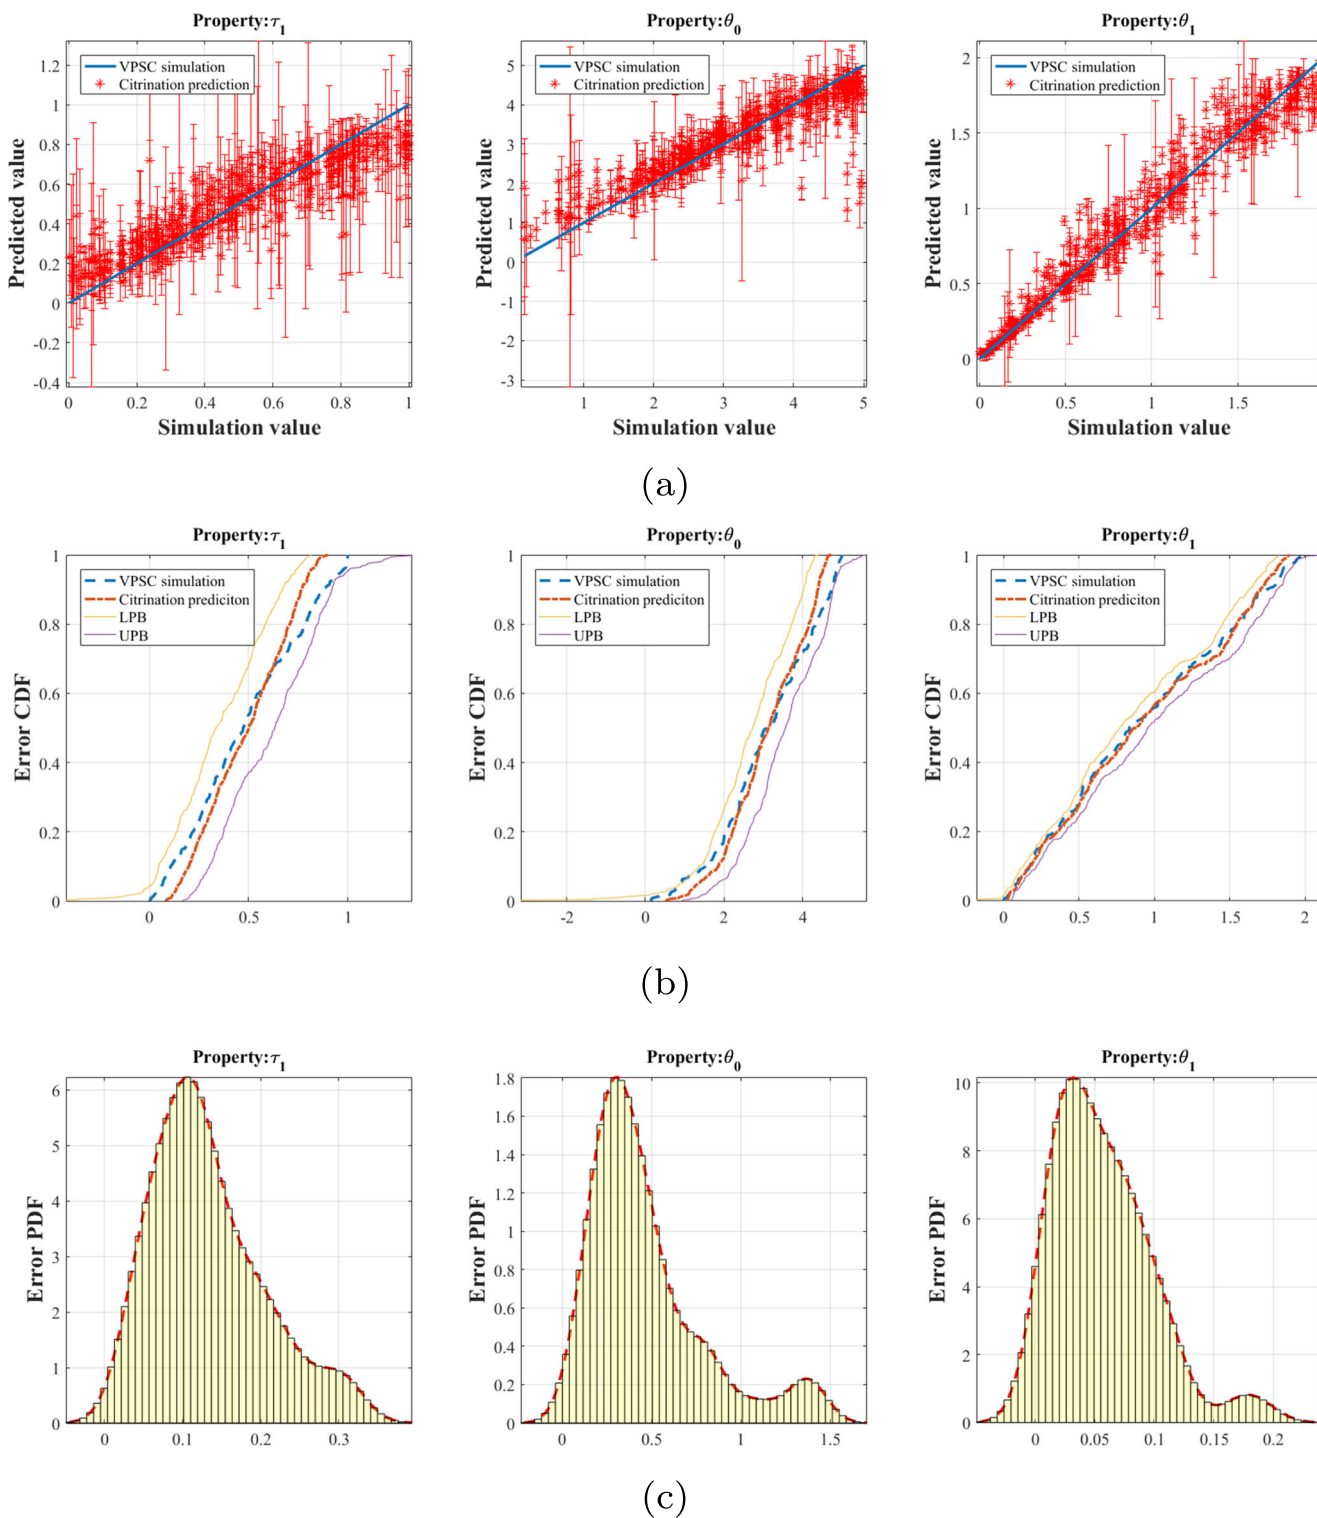 Property:τ1 Property:θ0 Property:θ1
VPSC simulation VPSC simulation VPSC simulation
Citrination prediction Citrination prediction Citrination prediction
Predicted value Predicted value Predicted value
1.2 1 0.8 0.6 0.4 0.2 0 -0.2 -0.4
5 4 3 2 1 0 -1 -2 -3
2 1.5 1 0.5 0
0 0.2 0.4 0.6 0.8 1
1 2 3 4 5
0 0.5 1 1.5
Simulation value Simulation value Simulation value
(a)
Property:τ1 Property:θ0 Property:θ1
VPSC simulation VPSC simulation VPSC simulation
Citrination prediciton Citrination prediciton Citrination prediciton
LPB LPB LPB
UPB UPB UPB
Error CDF Error CDF Error CDF
1 0.8 0.6 0.4 0.2 0
1 0.8 0.6 0.4 0.2 0
1 0.8 0.6 0.4 0.2 0
0 0.5 1
-2 0 2 4
0 0.5 1 1.5 2
(b)
Property:τ1 Property:θ0 Property:θ1
Error PDF Error PDF Error PDF
6 5 4 3 2 1 0
1.8 1.6 1.4 1.2 1 0.8 0.6 0.4 0.2 0
10 8 6 4 2 0
0 0.1 0.2 0.3
0 0.5 1 1.5
0 0.05 0.1 0.15 0.2
(c)